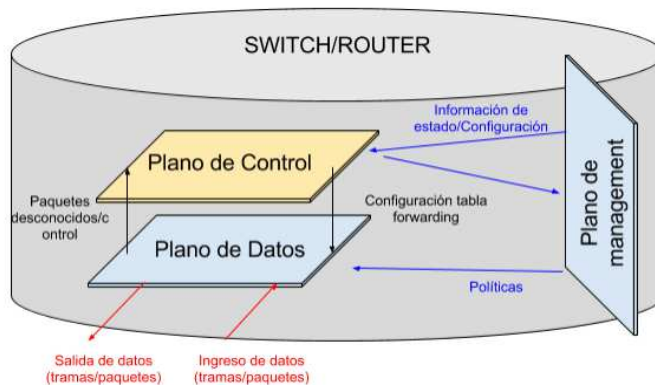 SWITCH/ROUTER
Información de
estado/Configuración
Plano de Control
Plano de
management
Paquetes
desconocidos/c
ontrol
Configuración tabla
forwarding
Plano de Datos
Políticas
Salida de datos
(tramas/paquetes)
Ingreso de datos
(tramas/paquetes)